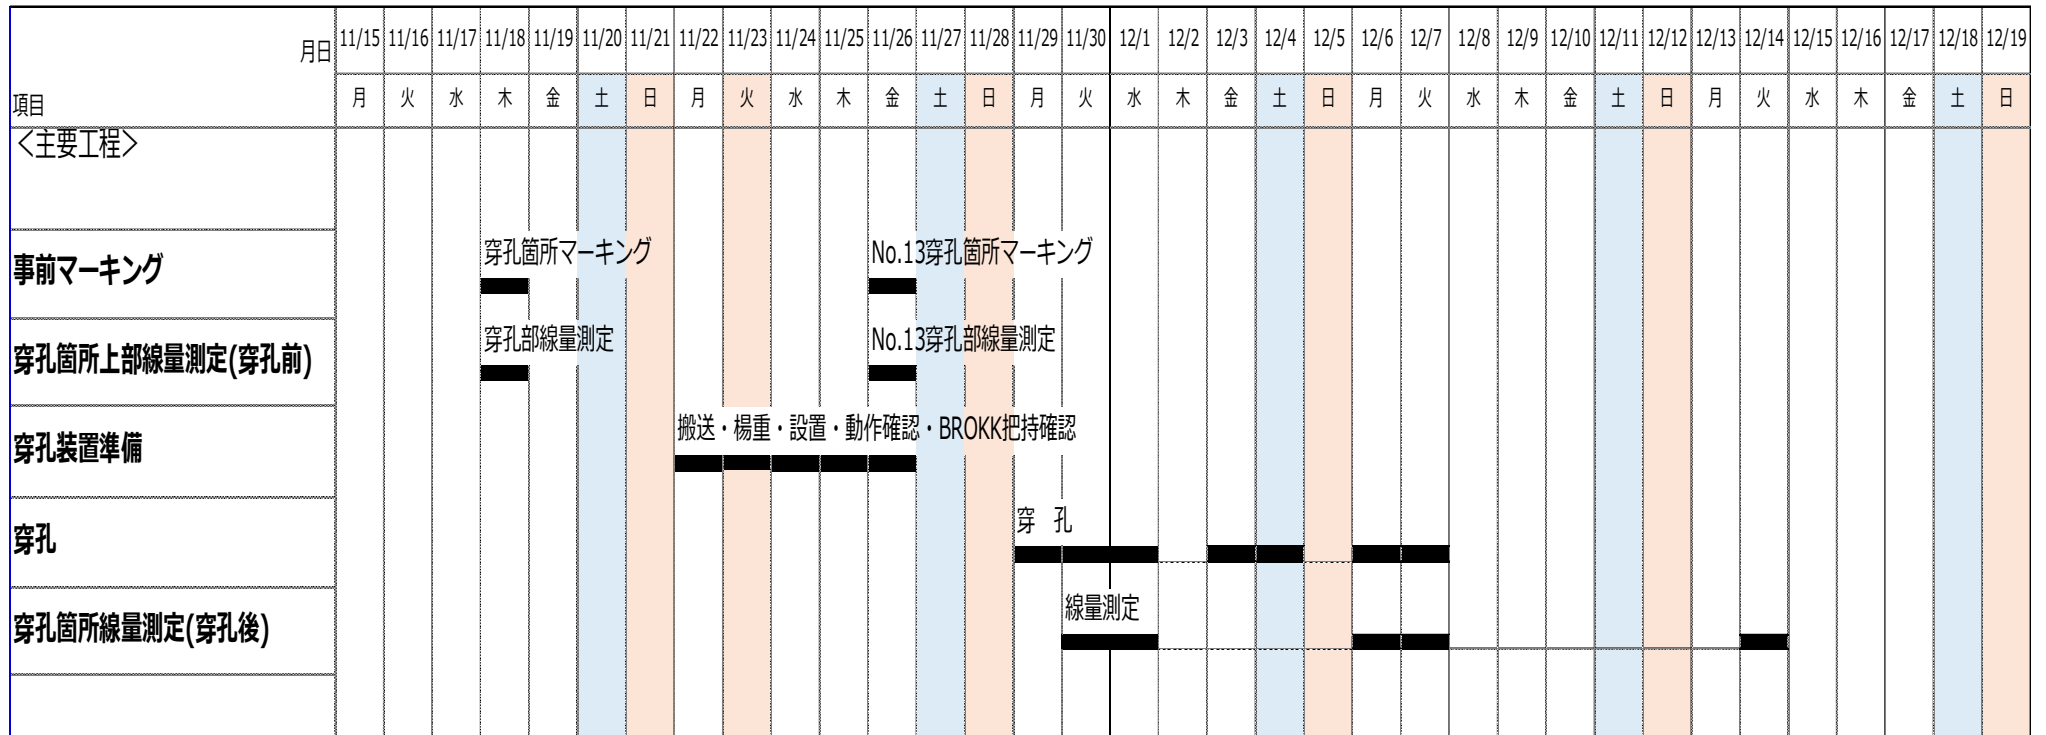 月日 11/15 11/16 11/17 11/18 11/19 11/20 11/21 11/22 11/23 11/24 11/25 11/26 11/27 11/28 11/29 11/30 12/1 12/2 12/3 12/4 12/5 12/6 12/7 12/8 12/9 12/10 12/11 12/12 12/13 12/14 12/15 12/16 12/17 12/18 12/19
項目 月 火 水 木 金 土 日 月 火 水 木 金 土 日 月 火 水 木 金 土 日 月 火 水 木 金 土 日 月 火 水 木 金 土 日
＜主要工程＞
穿孔箇所マーキング No.13穿孔箇所マーキング
事前マーキング
穿孔部線量測定 No.13穿孔部線量測定
穿孔箇所上部線量測定(穿孔前)
搬送・楊重・設置・動作確認・BROKK把持確認
穿孔装置準備
穿　孔
穿孔
線量測定
穿孔箇所線量測定(穿孔後)